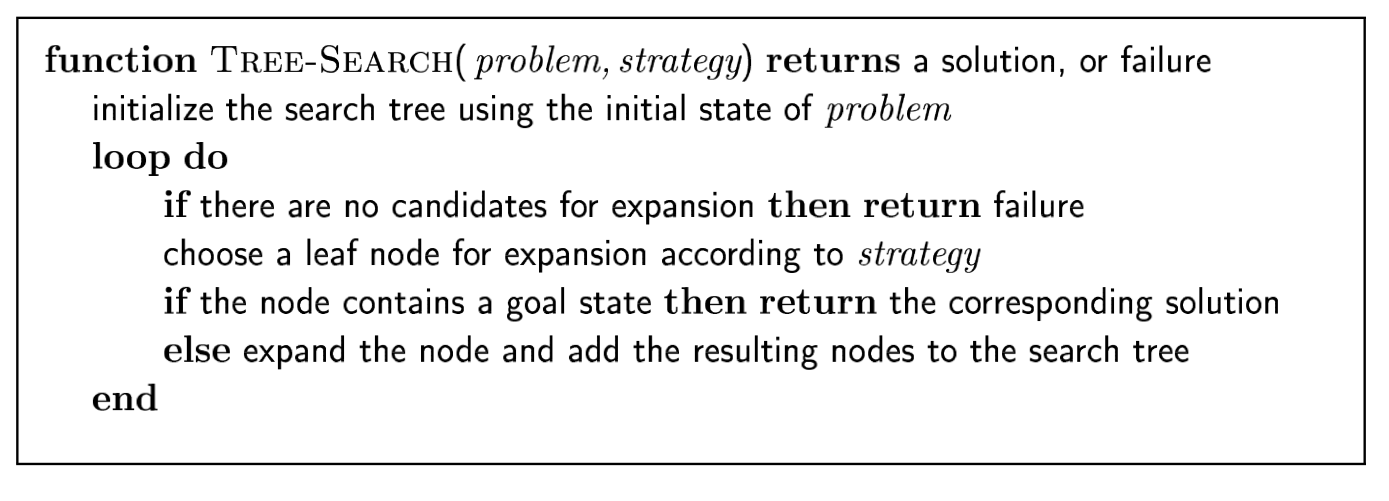 function TREE-SEARCH( problem, strategy) returns a solution, or failure
initialize the search tree using the initial state of problem
loop do
if there are no candidates for expansion then return failure
choose a leaf node for expansion according to strategy
if the node contains a goal state then return the corresponding solution
else expand the node and add the resulting nodes to the search tree
end